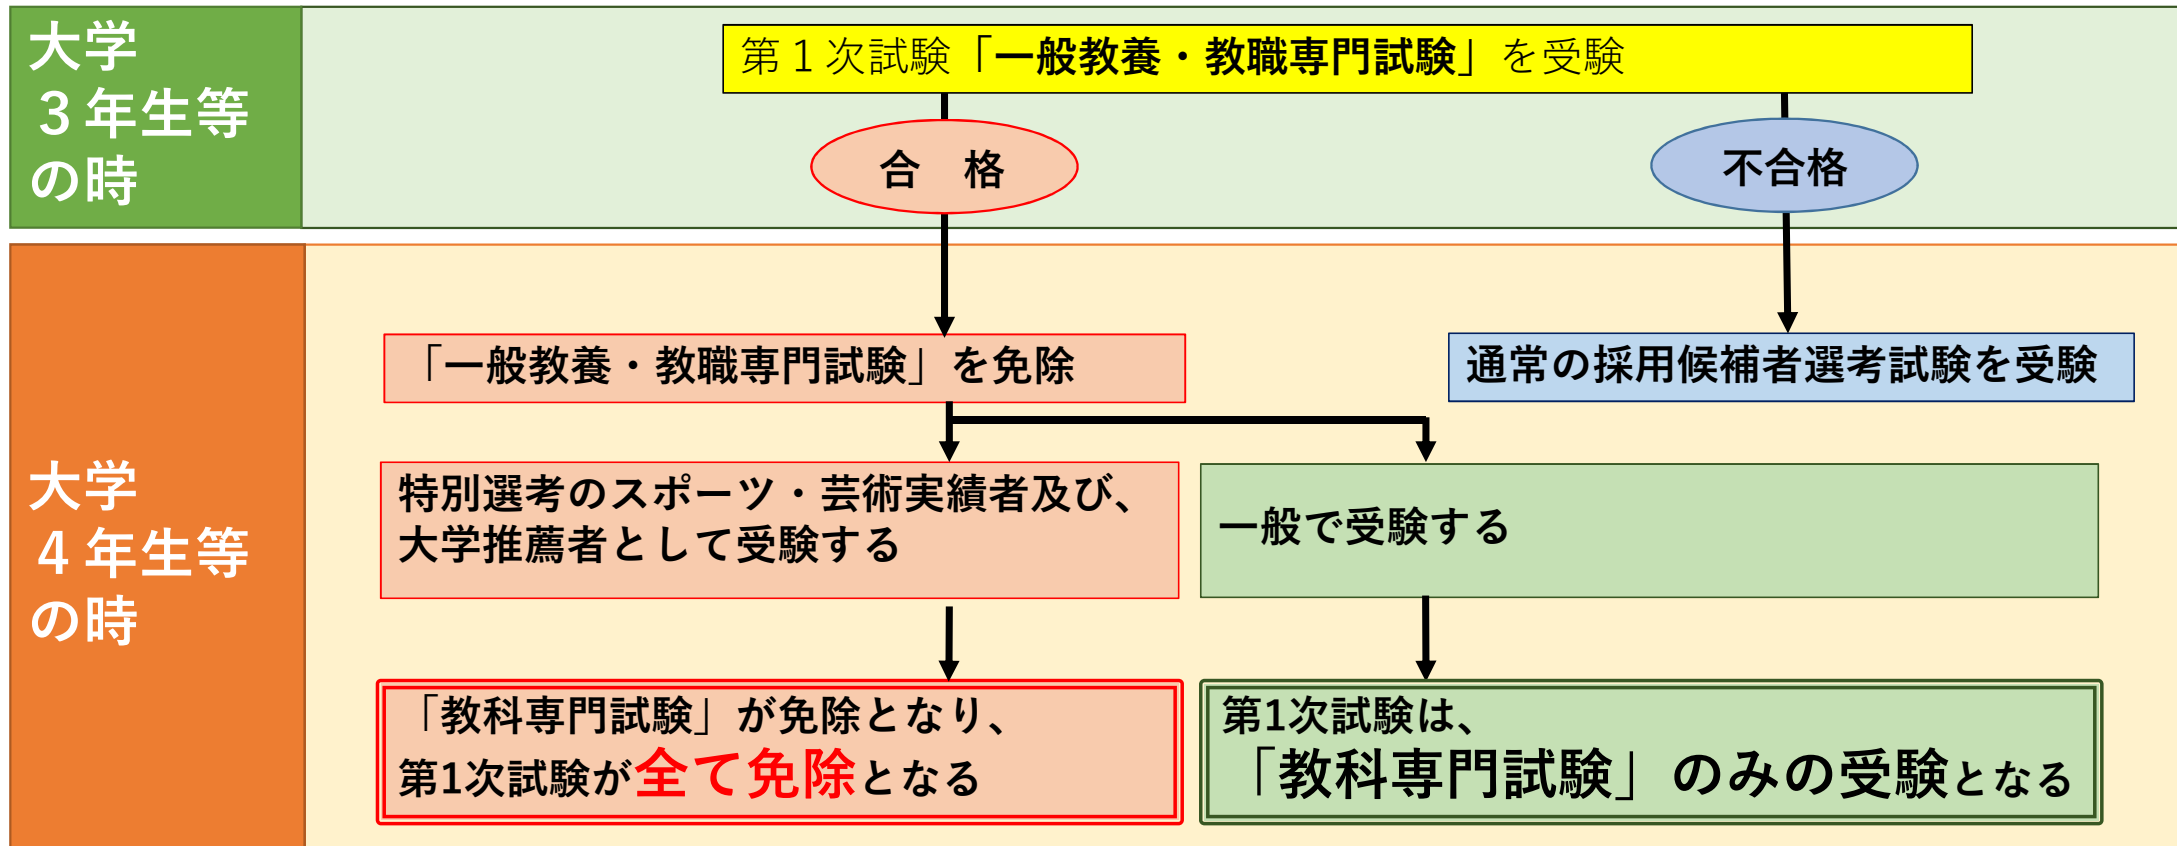 大学
３年生等
の時
第１次試験「一般教養・教職専門試験」を受験
合　格
不合格
大学
４年生等
の時
「一般教養・教職専門試験」を免除
通常の採用候補者選考試験を受験
特別選考のスポーツ・芸術実績者及び、
大学推薦者として受験する
一般で受験する
「教科専門試験」が免除となり、
第1次試験が全て免除となる
第1次試験は、
「教科専門試験」のみの受験となる